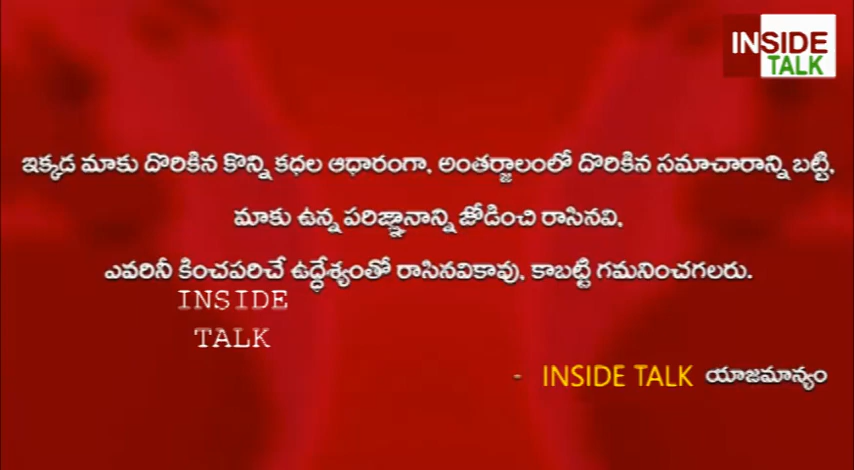 INSIDE
TALK
ఇక్కడ మాకు దొరికిన కొన్ని కధల ఆధారంగా, అంతర్జాలంలో దొరికిన సమాచారాన్ని బట్టి,
మాకు ఉన్న పరిజ్ఞానాన్ని జోడించి రాసినవి,
ఎవరినీ కించపరిచే ఉద్ధేశ్యంతో రాసినవికావు, కాబట్టి గమనించగలరు.
INSIDE
TALK
- INSIDE TALK యాజమాన్యం